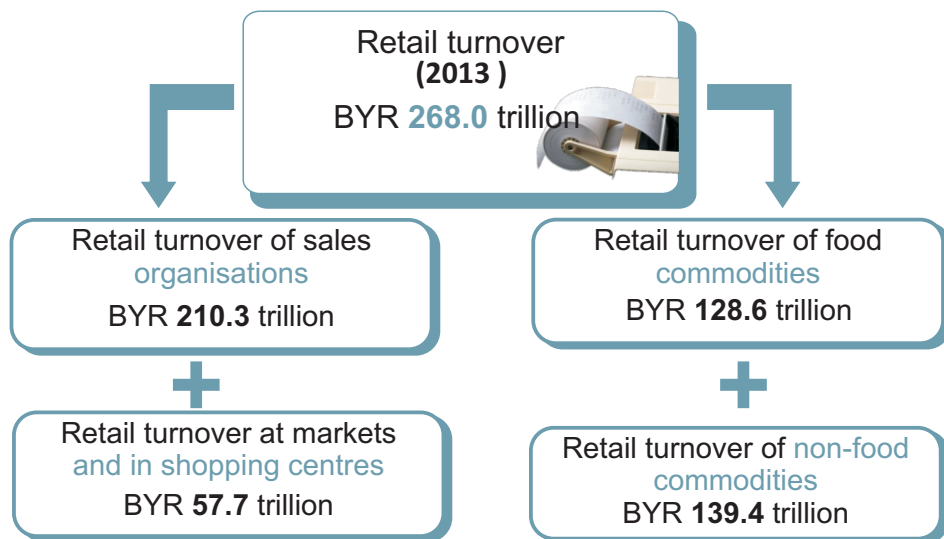 Retail turnover
(2013 )
BYR 268.0 trillion
Retail turnover of sales
organisations
BYR 210.3 trillion
Retail turnover at markets
and in shopping centres
BYR 57.7 trillion
Retail turnover of food
commodities
BYR 128.6 trillion
Retail turnover of non-food
commodities
BYR 139.4 trillion